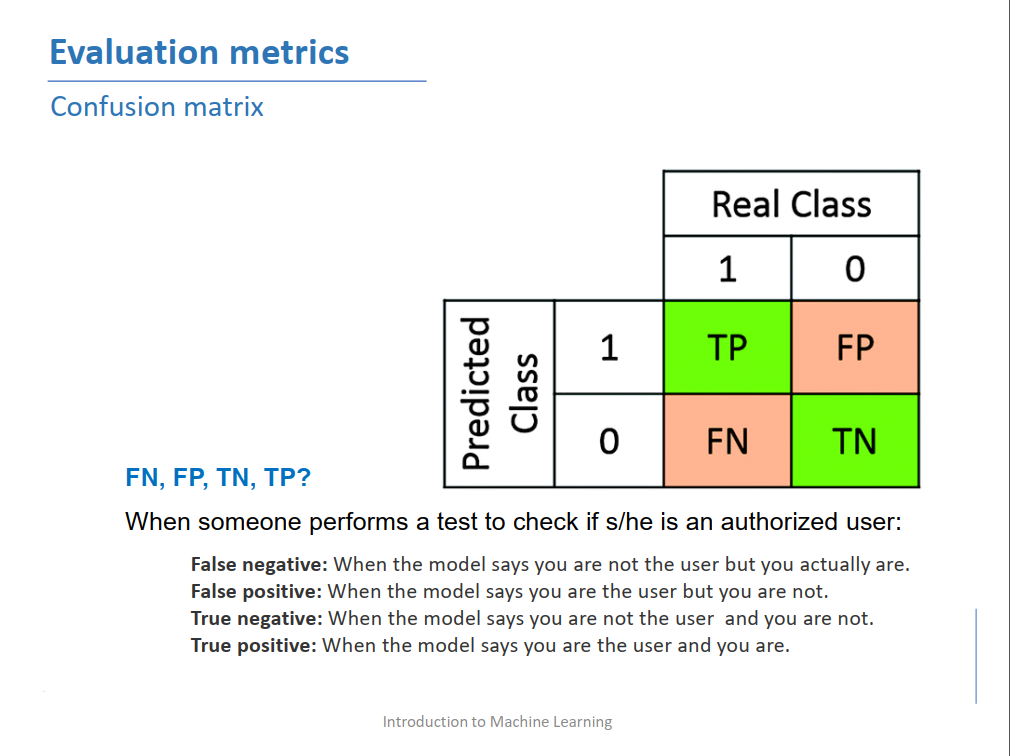 Evaluation metrics
Confusion matrix
Real Class
1 0
Predicted
Class
1 TP FP
0 FN TN
FN, FP, TN, TP?
When someone performs a test to check if s/he is an authorized user:
False negative: When the model says you are not the user but you actually are.
False positive: When the model says you are the user but you are not.
True negative: When the model says you are not the user  and you are not.
True positive: When the model says you are the user and you are.
Introduction to Machine Learning